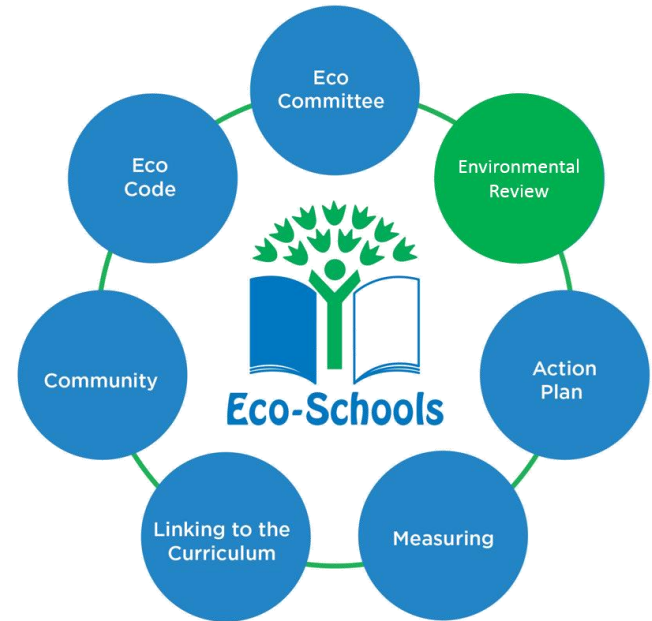 Eco
Committee
Environmental
Review
Action
Plan
Measuring
Linking to the
Curriculum
Community
Eco
Code
Eco-Schools